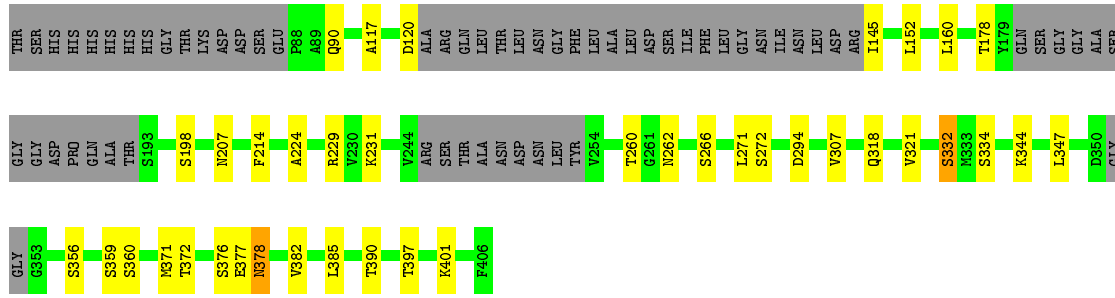 THR SER HIS HIS HIS HIS HIS HIS GLY THR LYS ASP ASP SER GLU P88 A89 Q90 A117 D120 ALA ARG GLN LEU THR LEU ASN GLY PHE LEU ALA LEU ASP SER ILE PHE LEU GLY ASN ILE ASN LEU ASP ARG I145 L152 L160 T178 Y179 GLN SER GLY GLY ALA SER
GLY GLY ASP PRO GLN ALA THR S193 S198 N207 F214 A224 R229 V230 K231 V244 ARG SER THR ALA ASN ASP ASN LEU TYR V254 T260 G261 N262 S266 L271 S272 D294 V307 Q318 V321 S332 M333 S334 K344 L347 D350 GLY
GLY G353 S356 S359 S360 M371 T372 S376 E377 N378 V382 L385 T390 T397 K401 F406